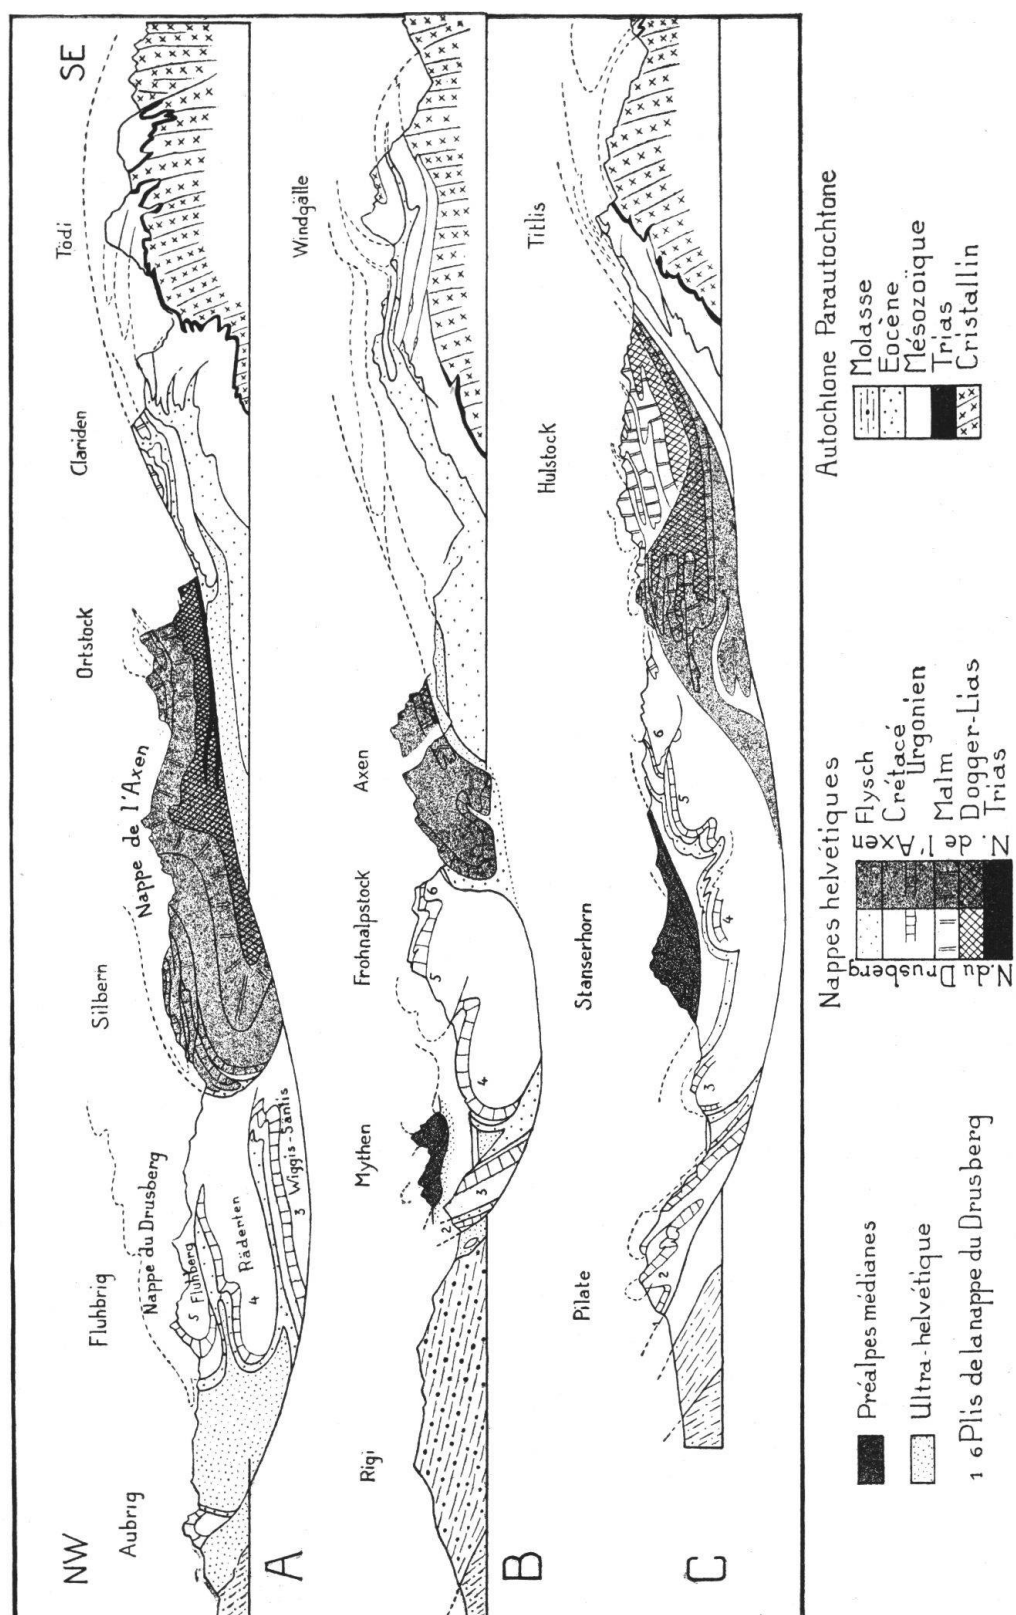 NW
SE
Aubrig
Fluhbrig
Silbern
Ortstock
Clariden
Tödi
Nappe du Drusberg
Nappe de l'Axen
5 Fluhberg
Räderten
4
3 Wiggis-Säntis
A
Rigi
Mythen
Frohnalpstock
Axen
Windgälle
2
3
4
5
6
B
Pilate
Stanserhorn
Hulstock
Titlis
2
3
4
5
6
C
Préalpes médianes
Ultra-helvétique
1 6 Plis de la nappe du Drusberg
Nappes helvétiques
N. du Drusberg
N. de l'Axen
Flysch
Crétacé
Urgonien
Malm
Dogger-Lias
Trias
Autochtone Parautochtone
Molasse
Eocène
Mésozoïque
Trias
Cristallin